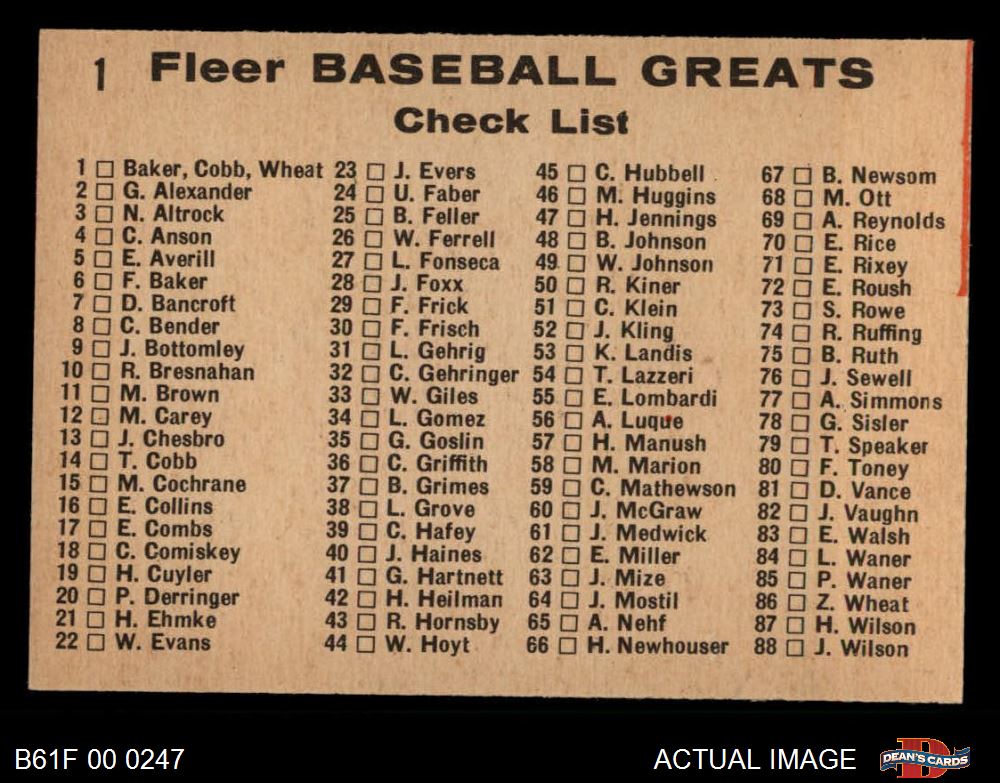 1 Fleer BASEBALL GREATS
Check List
1 □ Baker, Cobb, Wheat
2 □ G. Alexander
3 □ N. Altrock
4 □ C. Anson
5 □ E. Averill
6 □ F. Baker
7 □ D. Bancroft
8 □ C. Bender
9 □ J. Bottomley
10 □ R. Bresnahan
11 □ M. Brown
12 □ M. Carey
13 □ J. Chesbro
14 □ T. Cobb
15 □ M. Cochrane
16 □ E. Collins
17 □ E. Combs
18 □ C. Comiskey
19 □ H. Cuyler
20 □ P. Derringer
21 □ H. Ehmke
22 □ W. Evans
23 □ J. Evers
24 □ U. Faber
25 □ B. Feller
26 □ W. Ferrell
27 □ L. Fonseca
28 □ J. Foxx
29 □ F. Frick
30 □ F. Frisch
31 □ L. Gehrig
32 □ C. Gehringer
33 □ W. Giles
34 □ L. Gomez
35 □ G. Goslin
36 □ C. Griffith
37 □ B. Grimes
38 □ L. Grove
39 □ C. Hafey
40 □ J. Haines
41 □ G. Hartnett
42 □ H. Heilman
43 □ R. Hornsby
44 □ W. Hoyt
45 □ C. Hubbell
46 □ M. Huggins
47 □ H. Jennings
48 □ B. Johnson
49 □ W. Johnson
50 □ R. Kiner
51 □ C. Klein
52 □ J. Kling
53 □ K. Landis
54 □ T. Lazzeri
55 □ E. Lombardi
56 □ A. Luque
57 □ H. Manush
58 □ M. Marion
59 □ C. Mathewson
60 □ J. McGraw
61 □ J. Medwick
62 □ E. Miller
63 □ J. Mize
64 □ J. Mostil
65 □ A. Nehf
66 □ H. Newhouser
67 □ B. Newsom
68 □ M. Ott
69 □ A. Reynolds
70 □ E. Rice
71 □ E. Rixey
72 □ E. Roush
73 □ S. Rowe
74 □ R. Ruffing
75 □ B. Ruth
76 □ J. Sewell
77 □ A. Simmons
78 □ G. Sisler
79 □ T. Speaker
80 □ F. Toney
81 □ D. Vance
82 □ J. Vaughn
83 □ E. Walsh
84 □ L. Waner
85 □ P. Waner
86 □ Z. Wheat
87 □ H. Wilson
88 □ J. Wilson
B61F 00 0247
ACTUAL IMAGE
D
DEAN'S CARDS